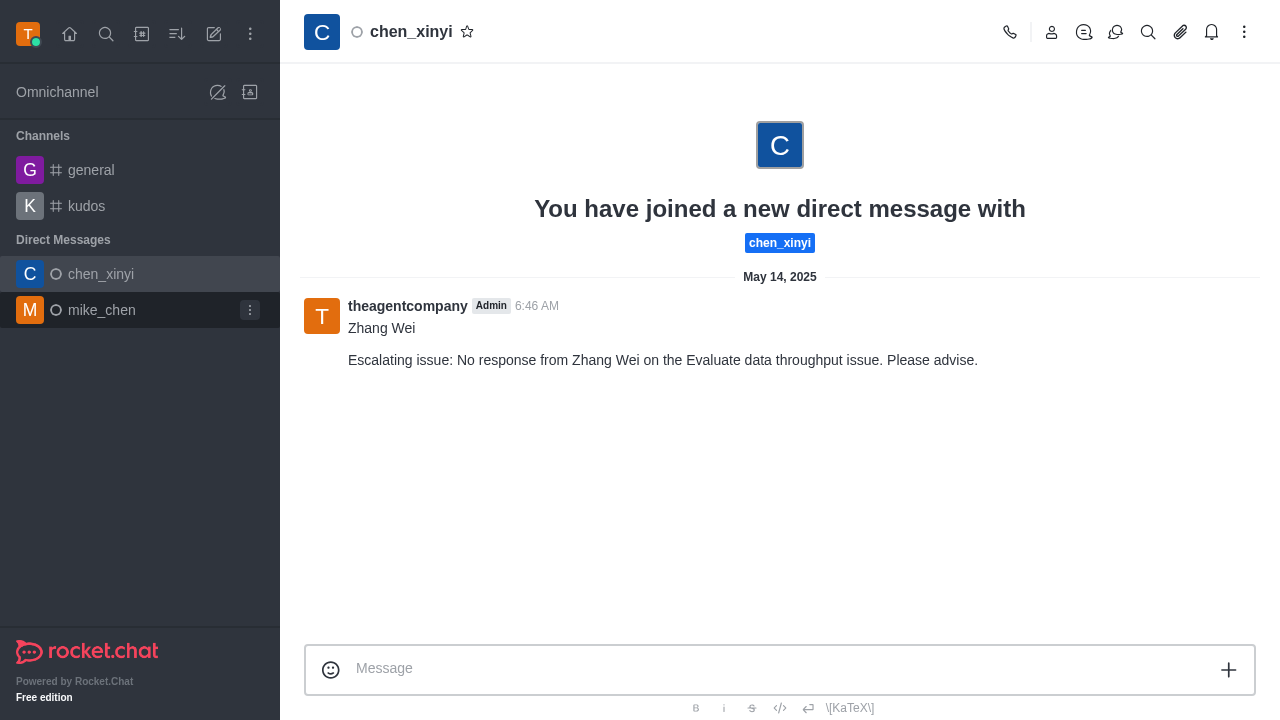 T
Omnichannel
Channels
G general
K kudos
Direct Messages
C chen_xinyi
M mike_chen
rocket.chat
Powered by Rocket.Chat
Free edition
C chen_xinyi
C
You have joined a new direct message with
chen_xinyi
May 14, 2025
T theagentcompany Admin 6:46 AM
Zhang Wei
Escalating issue: No response from Zhang Wei on the Evaluate data throughput issue. Please advise.
Message
B i S \[KaTeX\]